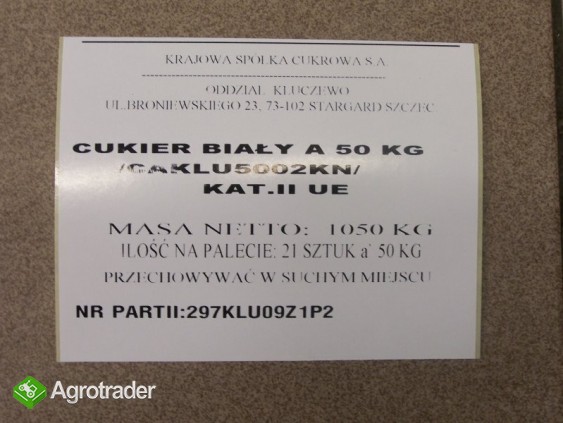 KRAJOWA SPÓŁKA CUKROWA S.A.
ODDZIAŁ KLUCZEWO
UL.BRONIEWSKIEGO 23, 73-102 STARGARD SZCZEC
CUKIER BIAŁY A 50 KG
/CAKLU5002KN/
KAT.II UE
MASA NETTO: 1050 KG
ILOŚĆ NA PALECIE: 21 SZTUK a' 50 KG
PRZECHOWYWAĆ W SUCHYM MIEJSCU
NR PARTII:297KLU09Z1P2
Agrotrader